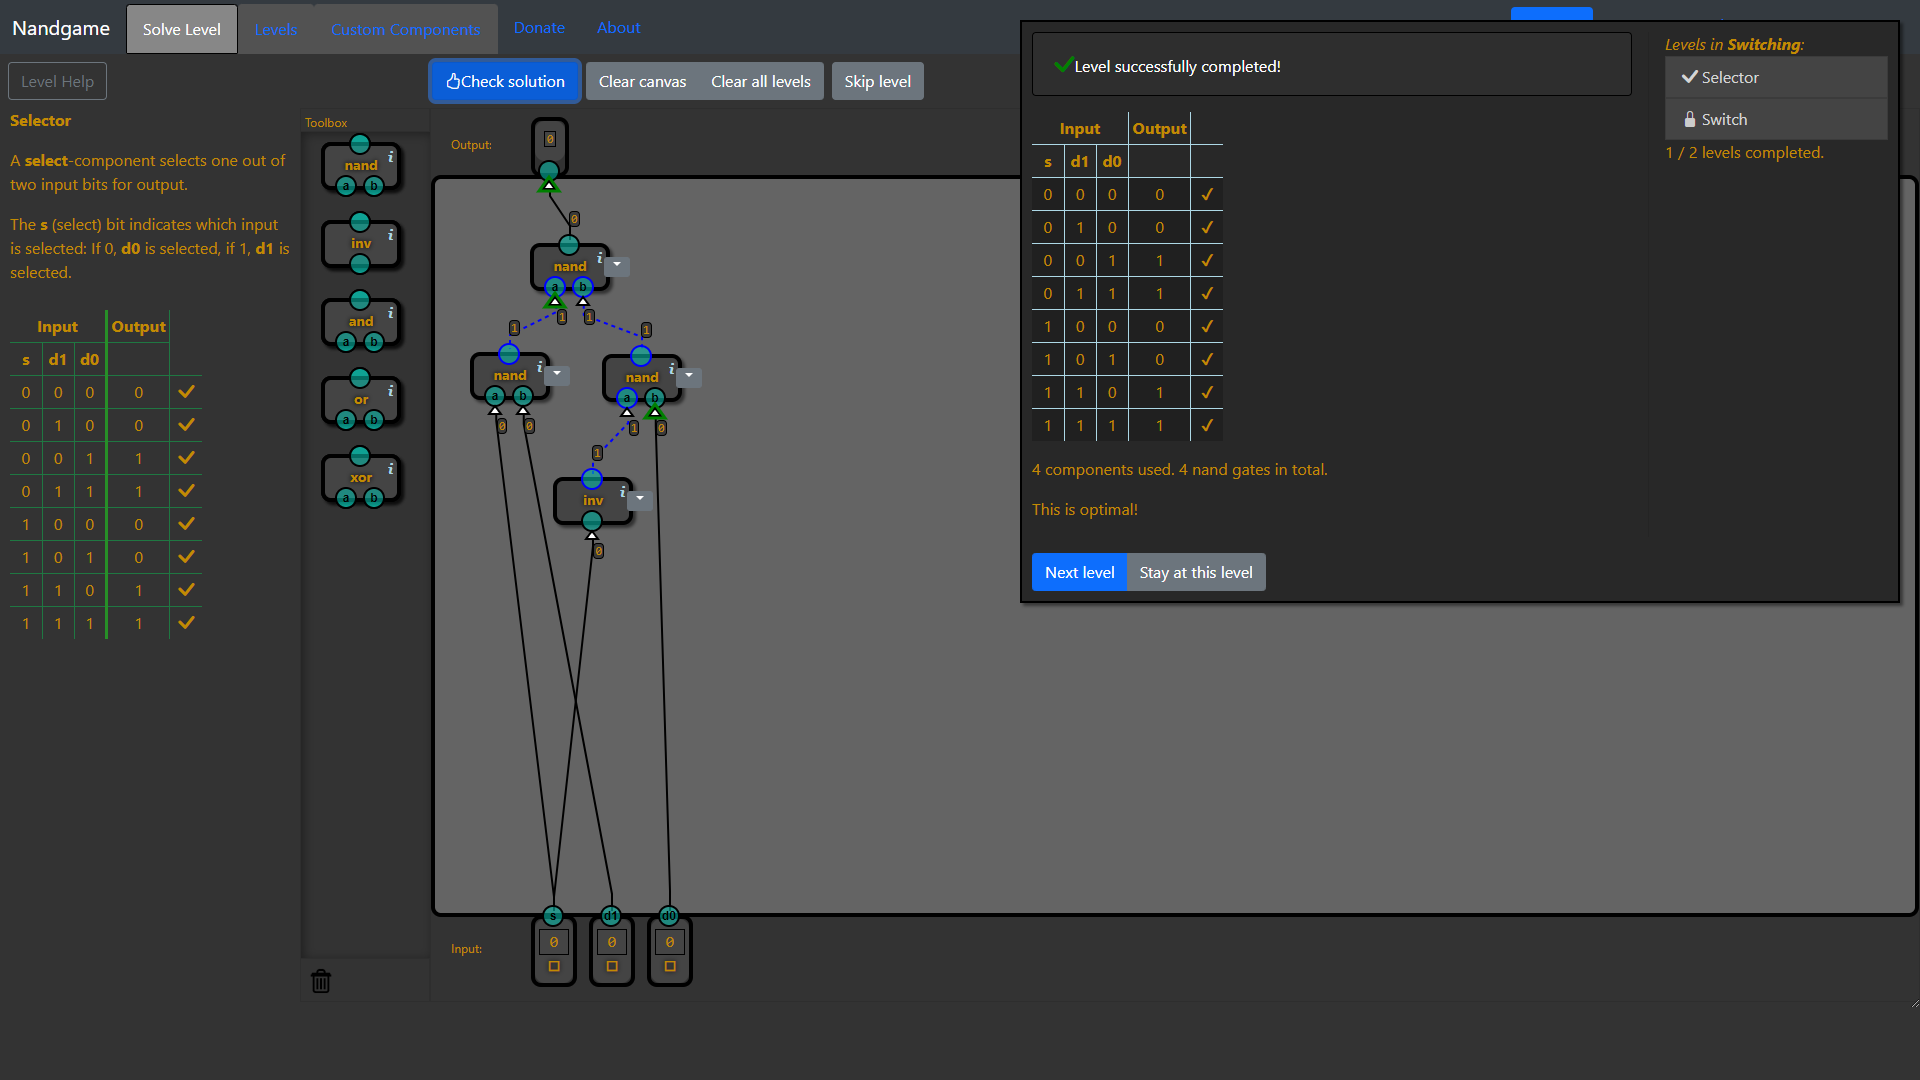 Nandgame
Solve Level
Levels
Custom Components
Donate
About
Level Help
Check solution
Clear canvas
Clear all levels
Skip level
Selector
A select-component selects one out of
two input bits for output.
The s (select) bit indicates which input
is selected: If 0, d0 is selected, if 1, d1 is
selected.
Input Output
s d1 d0
0 0 0 0
0 1 0 0
0 0 1 1
0 1 1 1
1 0 0 0
1 0 1 0
1 1 0 1
1 1 1 1
Toolbox
nand i
a b
inv i
and i
a b
or i
a b
xor i
a b
Output:
0
0
nand i
a b
1 1
1 1
nand i
a b
0 0
nand i
a b
1 0
1
inv i
0
s d1 d0
Input:
0 0 0
Level successfully completed!
Input Output
s d1 d0
0 0 0 0 ✓
0 1 0 0 ✓
0 0 1 1 ✓
0 1 1 1 ✓
1 0 0 0 ✓
1 0 1 0 ✓
1 1 0 1 ✓
1 1 1 1 ✓
4 components used. 4 nand gates in total.
This is optimal!
Next level
Stay at this level
Levels in Switching:
Selector
Switch
1 / 2 levels completed.